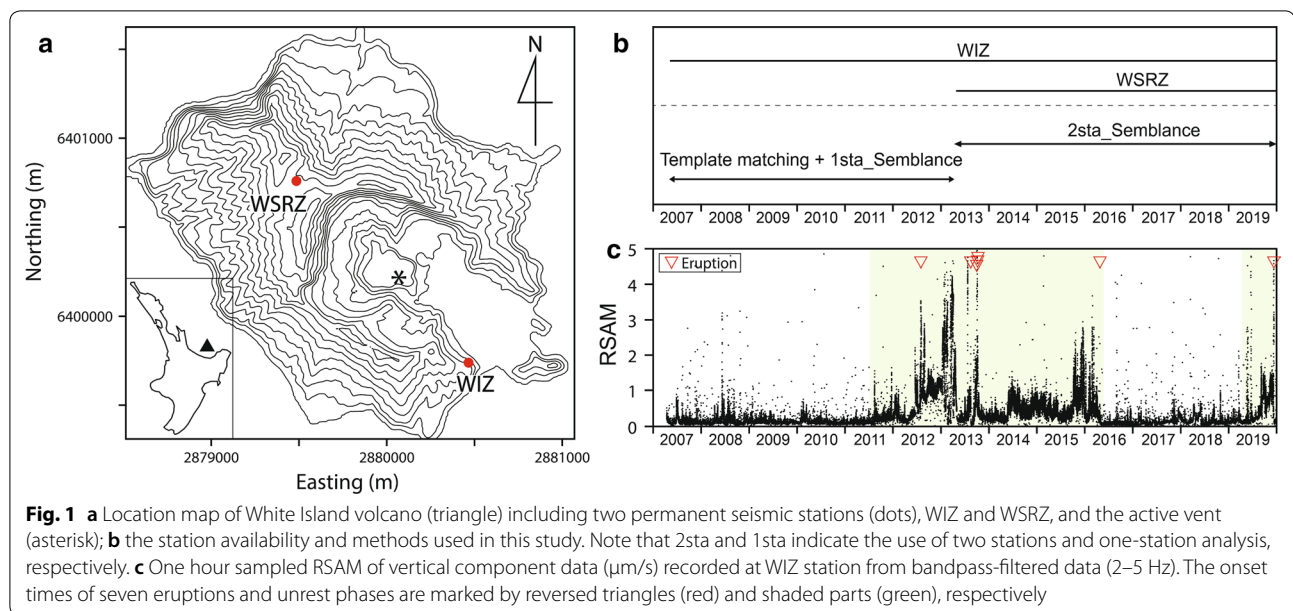 a
N
Northing (m)
6401000
6400000
WSRZ
*
WIZ
2879000 2880000 2881000
Easting (m)
b
WIZ
WSRZ
2sta_Semblance
Template matching + 1sta_Semblance
2007 2008 2009 2010 2011 2012 2013 2014 2015 2016 2017 2018 2019
c
Eruption
RSAM
5
4
3
2
1
0
2007 2008 2009 2010 2011 2012 2013 2014 2015 2016 2017 2018 2019
Fig. 1 a Location map of White Island volcano (triangle) including two permanent seismic stations (dots), WIZ and WSRZ, and the active vent
(asterisk); b the station availability and methods used in this study. Note that 2sta and 1sta indicate the use of two stations and one-station analysis,
respectively. c One hour sampled RSAM of vertical component data (μm/s) recorded at WIZ station from bandpass-filtered data (2–5 Hz). The onset
times of seven eruptions and unrest phases are marked by reversed triangles (red) and shaded parts (green), respectively